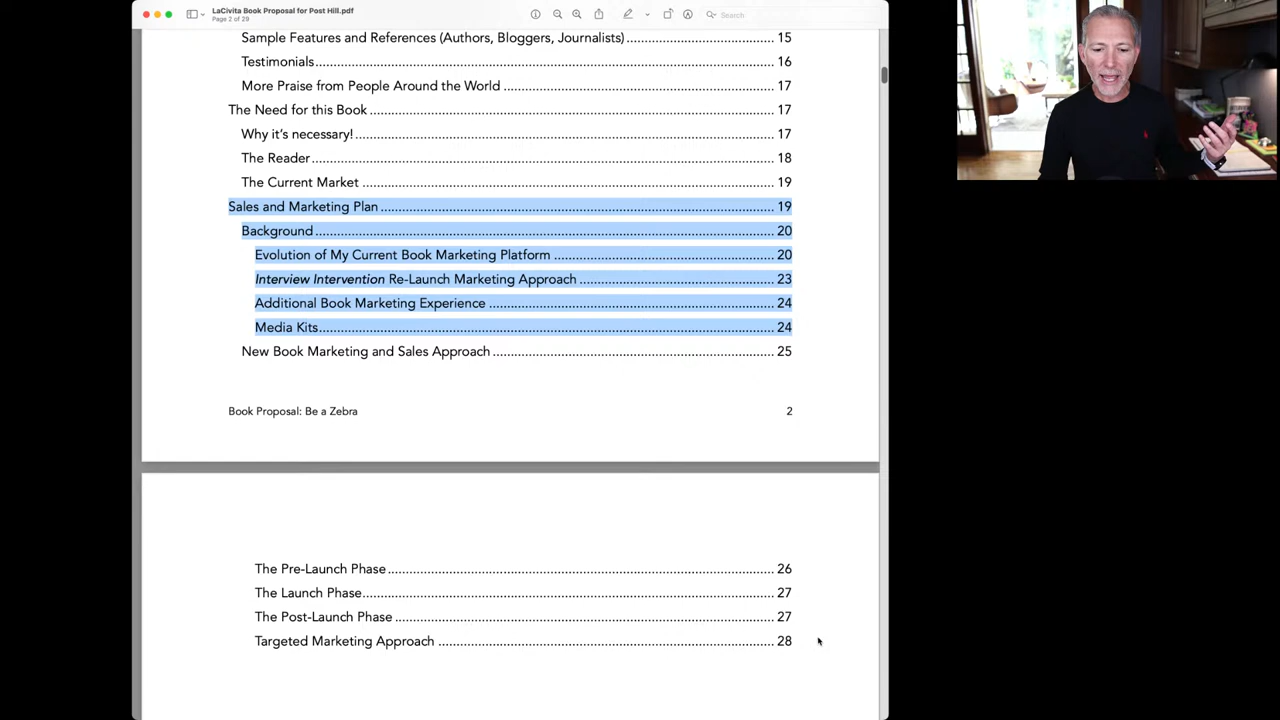 LaCivita Book Proposal for Post Hill.pdf
Page 2 of 29
Search
Sample Features and References (Authors, Bloggers, Journalists) 15
Testimonials 16
More Praise from People Around the World 17
The Need for this Book 17
Why it's necessary! 17
The Reader 18
The Current Market 19
Sales and Marketing Plan 19
Background 20
Evolution of My Current Book Marketing Platform 20
Interview Intervention Re-Launch Marketing Approach 23
Additional Book Marketing Experience 24
Media Kits 24
New Book Marketing and Sales Approach 25
Book Proposal: Be a Zebra 2
The Pre-Launch Phase 26
The Launch Phase 27
The Post-Launch Phase 27
Targeted Marketing Approach 28